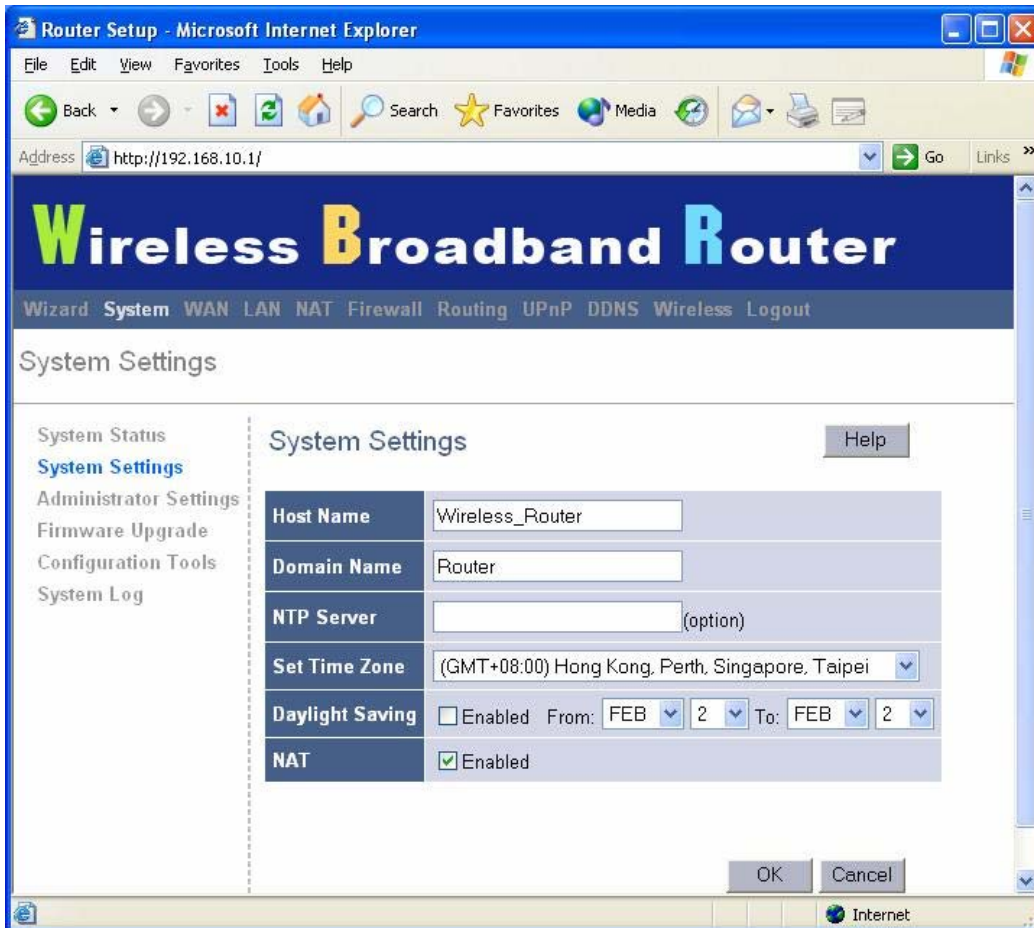 Router Setup - Microsoft Internet Explorer
File Edit View Favorites Tools Help
Back Search Favorites Media
Address http://192.168.10.1/ Go Links »
Wireless Broadband Router
Wizard System WAN LAN NAT Firewall Routing UPnP DDNS Wireless Logout
System Settings
System Status
System Settings
Administrator Settings
Firmware Upgrade
Configuration Tools
System Log
System Settings Help
Host Name Wireless_Router
Domain Name Router
NTP Server (option)
Set Time Zone (GMT+08:00) Hong Kong, Perth, Singapore, Taipei
Daylight Saving Enabled From: FEB 2 To: FEB 2
NAT Enabled
OK Cancel
Internet